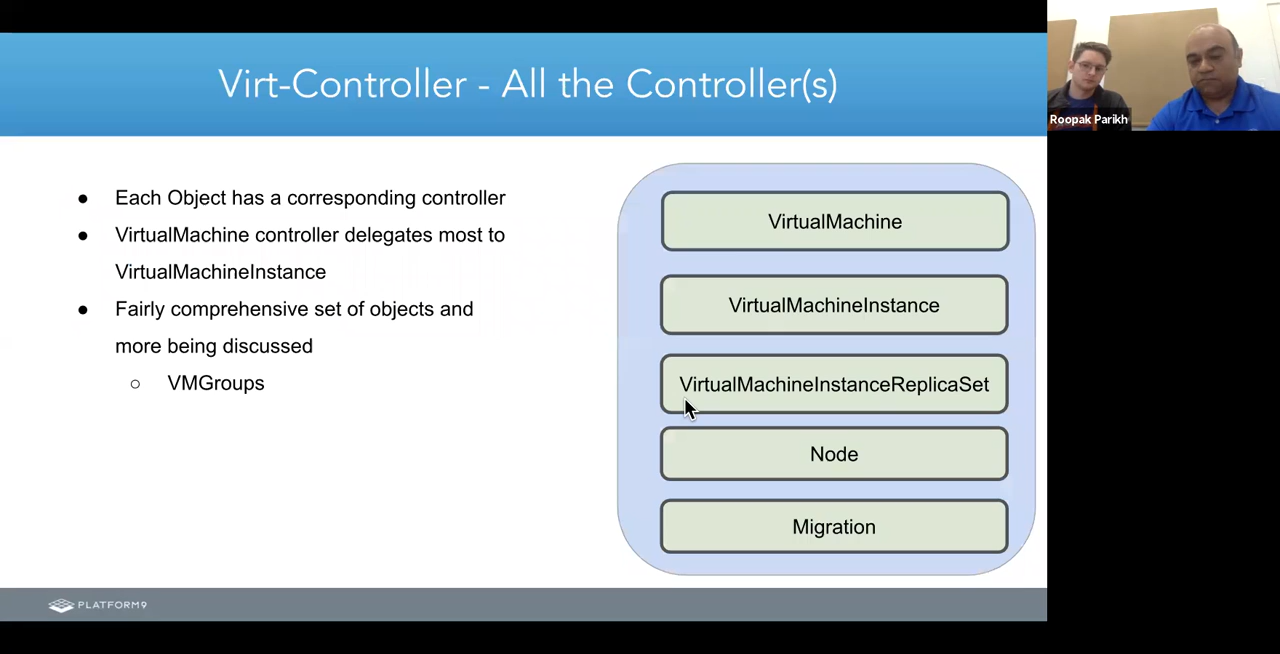 Virt-Controller - All the Controller(s)
Roopak Parikh
● Each Object has a corresponding controller
● VirtualMachine controller delegates most to
VirtualMachineInstance
● Fairly comprehensive set of objects and
more being discussed
○ VMGroups
VirtualMachine
VirtualMachineInstance
VirtualMachineInstanceReplicaSet
Node
Migration
PLATFORM9